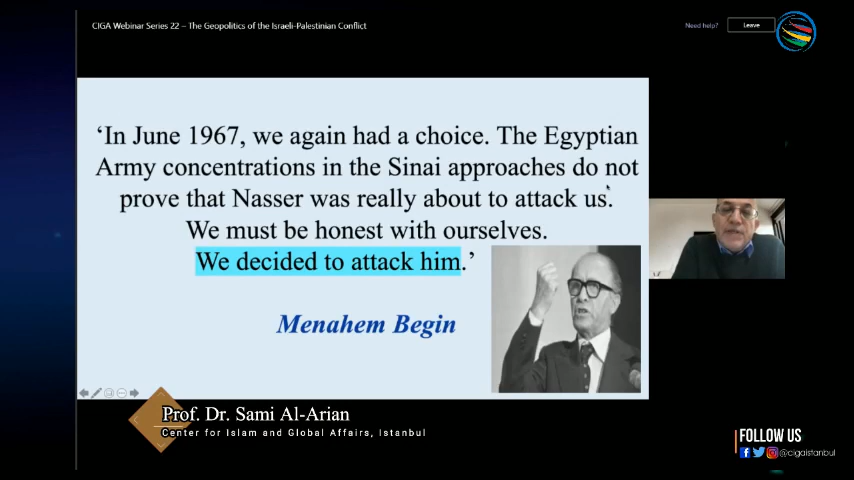 CIGA Webinar Series 22 – The Geopolitics of the Israeli-Palestinian Conflict
Need help?
Leave
‘In June 1967, we again had a choice. The Egyptian
Army concentrations in the Sinai approaches do not
prove that Nasser was really about to attack us.
We must be honest with ourselves.
We decided to attack him.’
Menahem Begin
Prof. Dr. Sami Al-Arian
Center for Islam and Global Affairs, Istanbul
FOLLOW US
@cigaistanbul